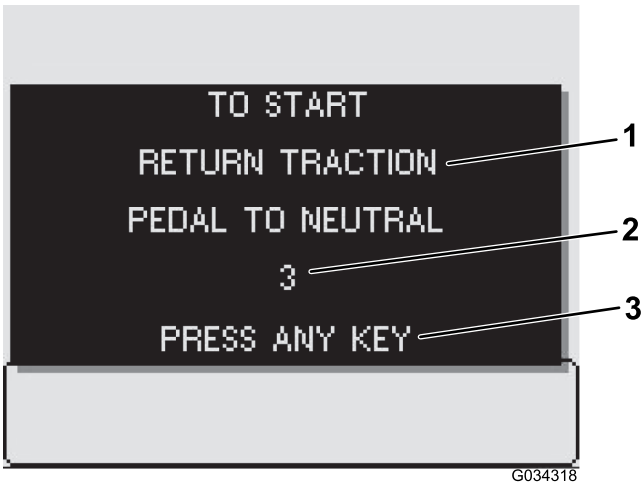 TO START
RETURN TRACTION
1
PEDAL TO NEUTRAL
2
3
PRESS ANY KEY
3
G034318